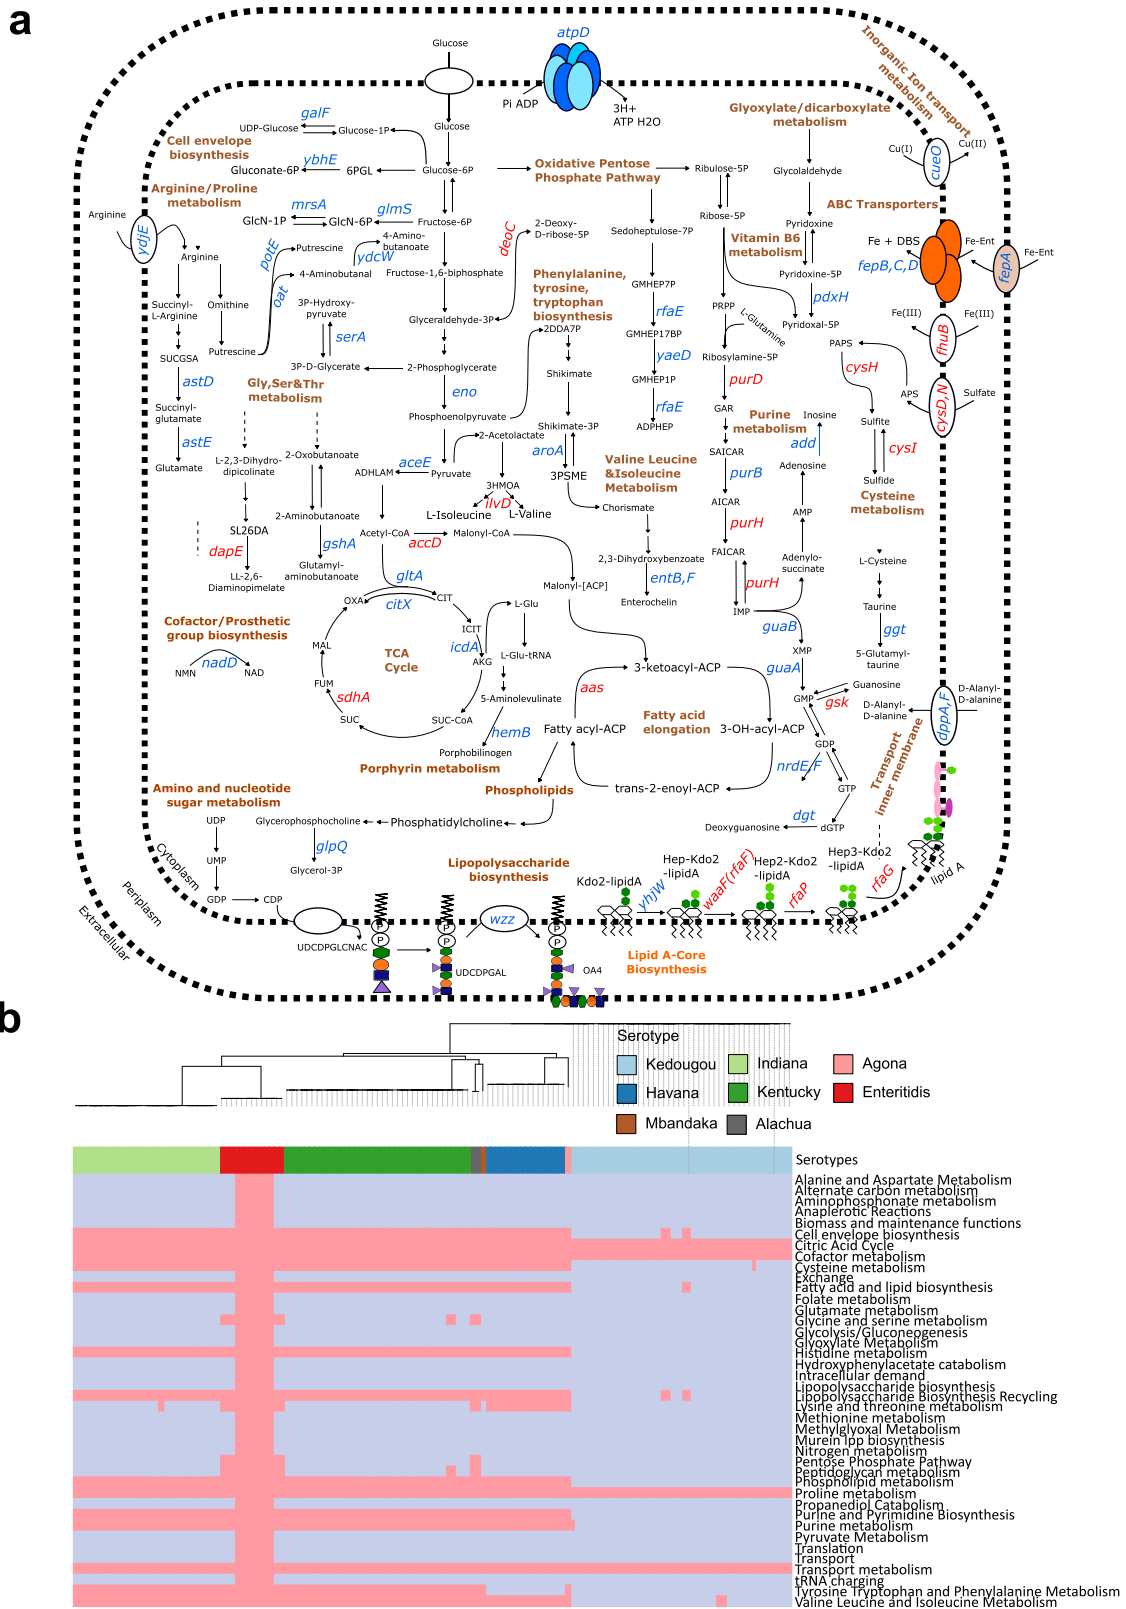 a
Glucose
atpD
Pi ADP
3H+
ATP H2O
Inorganic Ion transport
metabolism
Glyoxylate/dicarboxylate
metabolism
Cu(I)
Cu(II)
cueO
galF
UDP-Glucose
Glucose-1P
Glucose
Cell envelope
biosynthesis
ybhE
Gluconate-6P
6PGL
Glucose-6P
Oxidative Pentose
Phosphate Pathway
Ribulose-5P
Glycolaldehyde
Arginine/Proline
metabolism
mrsA
glmS
GlcN-1P
GlcN-6P
Fructose-6P
deoC
2-Deoxy-
D-ribose-5P
Sedoheptulose-7P
Ribose-5P
Pyridoxine
ABC Transporters
Arginine
ydjE
Arginine
potE
Putrescine
4-Amino-
butanoate
ydcW
4-Aminobutanal
oat
Fructose-1,6-biphosphate
Vitamin B6
metabolism
Pyridoxine-5P
pdxH
Pyridoxal-5P
Fe + DBS
fepB,C,D
Fe-Ent
fepA
Fe-Ent
Succinyl-
L-Arginine
Ornithine
Putrescine
3P-Hydroxy-
pyruvate
serA
3P-D-Glycerate
Glyceraldehyde-3P
2-Phosphoglycerate
Phenylalanine,
tyrosine,
tryptophan
biosynthesis
2DDA7P
GMHEP7P
rfaE
GMHEP17BP
yaeD
GMHEP1P
rfaE
ADPHEP
PRPP
L-Glutamine
Ribosylamine-5P
purD
GAR
Fe(III)
Fe(III)
fhuB
PAPS
cysH
APS
Sulfate
cysD,N
SUCGSA
astD
Succinyl-
glutamate
astE
Glutamate
Gly,Ser&Thr
metabolism
eno
Phosphoenolpyruvate
Shikimate
Shikimate-3P
aroA
3PSME
Purine
metabolism
Inosine
add
Adenosine
Sulfite
cysI
Sulfide
Cysteine
metabolism
L-2,3-Dihydro-
dipicolinate
2-Oxobutanoate
ADHLAM
aceE
Pyruvate
2-Acetolactate
3HMOA
ilvD
L-Isoleucine
L-Valine
Valine Leucine
&Isoleucine
Metabolism
SAICAR
purB
AICAR
purH
FAICAR
purH
IMP
AMP
Adenylo-
succinate
SL26DA
dapE
LL-2,6-
Diaminopimelate
2-Aminobutanoate
gshA
Glutamyl-
aminobutanoate
Acetyl-CoA
accD
Malonyl-CoA
Malonyl-[ACP]
Chorismate
2,3-Dihydroxybenzoate
entB,F
Enterochelin
L-Cysteine
Taurine
ggt
5-Glutamyl-
taurine
gltA
citX
OXA
CIT
ICIT
icdA
AKG
SUC-CoA
SUC
sdhA
FUM
MAL
TCA
Cycle
L-Glu
L-Glu-tRNA
5-Aminolevulinate
hemB
Porphobilinogen
Porphyrin metabolism
Cofactor/Prosthetic
group biosynthesis
nadD
NMN
NAD
guaB
XMP
guaA
GMP
Guanosine
gsk
GDP
nrdE,F
GTP
dgt
Deoxyguanosine
dGTP
3-ketoacyl-ACP
aas
Fatty acyl-ACP
Fatty acid
elongation
3-OH-acyl-ACP
trans-2-enoyl-ACP
D-Alanyl-
D-alanine
D-Alanyl-
D-alanine
dppA,F
Transport
inner membrane
Amino and nucleotide
sugar metabolism
UDP
UMP
GDP
CDP
Phospholipids
Glycerophosphocholine
Phosphatidylcholine
glpQ
Glycerol-3P
Cytoplasm
Periplasm
Extracellular
Lipopolysaccharide
biosynthesis
wzz
UDCDPGLCNAC
P
P
P
P
P
P
UDCDPGAL
OA4
Kdo2-lipidA
yhjW
Hep-Kdo2
-lipidA
waaF(rfaF)
Hep2-Kdo2
-lipidA
rfaP
Hep3-Kdo2
-lipidA
rfaG
lipid A
Lipid A-Core
Biosynthesis
b
Serotype
Kedougou
Indiana
Agona
Havana
Kentucky
Enteritidis
Mbandaka
Alachua
Serotypes
Alanine and Aspartate Metabolism
Alternate carbon metabolism
Aminophosphonate metabolism
Anaplerotic Reactions
Biomass and maintenance functions
Cell envelope biosynthesis
Citric Acid Cycle
Cofactor metabolism
Cysteine metabolism
Exchange
Fatty acid and lipid biosynthesis
Folate metabolism
Glutamate metabolism
Glycine and serine metabolism
Glycolysis/Gluconeogenesis
Glyoxylate Metabolism
Histidine metabolism
Hydroxyphenylacetate catabolism
Intracellular demand
Lipopolysaccharide biosynthesis
Lipopolysaccharide Biosynthesis Recycling
Lysine and threonine metabolism
Methionine metabolism
Methylglyoxal Metabolism
Murein lpp biosynthesis
Nitrogen metabolism
Pentose Phosphate Pathway
Peptidoglycan metabolism
Phospholipid metabolism
Proline metabolism
Propanediol Catabolism
Purine and Pyrimidine Biosynthesis
Purine metabolism
Pyruvate Metabolism
Translation
Transport
Transport metabolism
tRNA charging
Tyrosine Tryptophan and Phenylalanine Metabolism
Valine Leucine and Isoleucine Metabolism